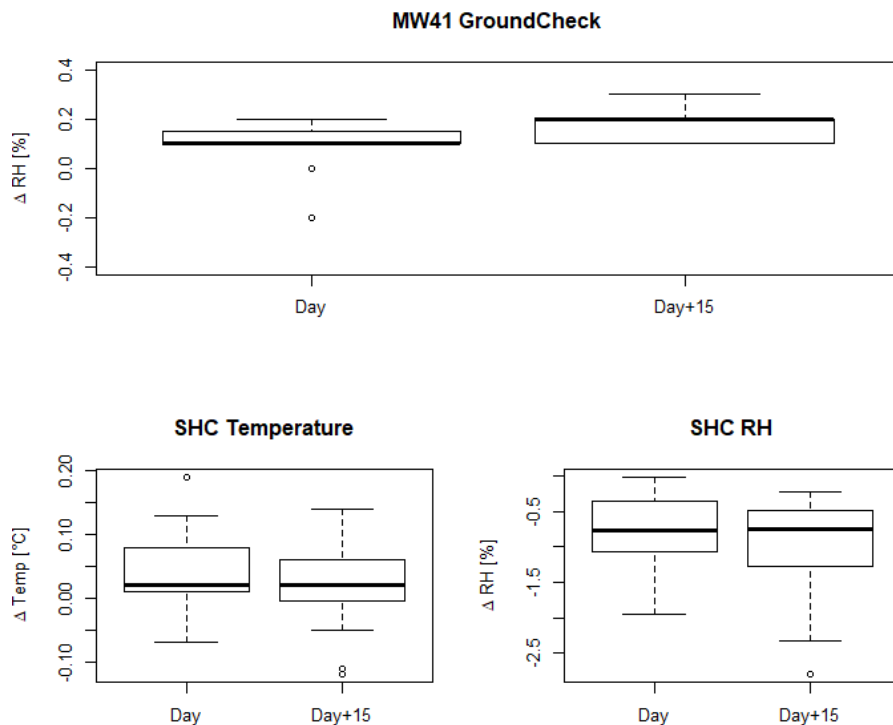 MW41 GroundCheck
Δ RH [%]
0.4
0.2
0.0
-0.2
-0.4
Day Day+15
SHC Temperature
Δ Temp [°C]
0.20
0.10
0.00
-0.10
Day Day+15
SHC RH
Δ RH [%]
-0.5
-1.5
-2.5
Day Day+15